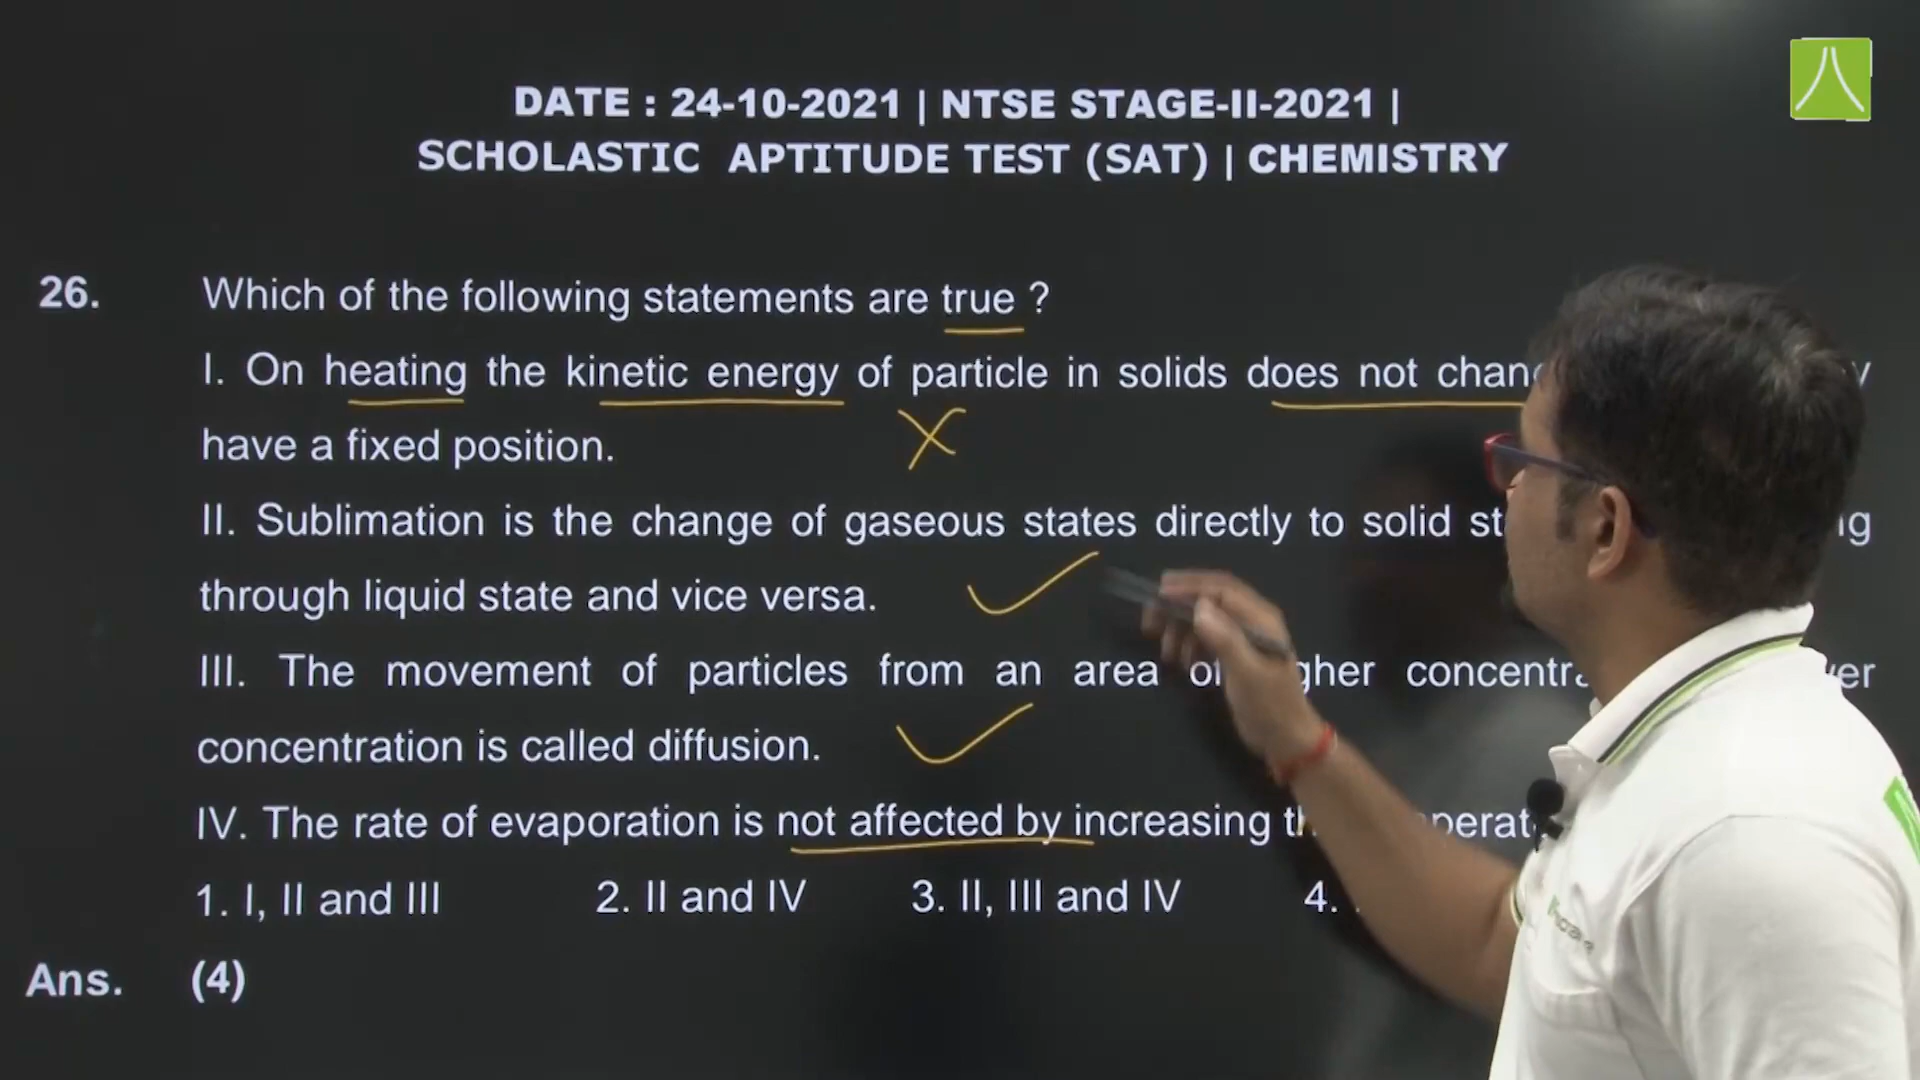 DATE : 24-10-2021 | NTSE STAGE-II-2021 |
SCHOLASTIC APTITUDE TEST (SAT) | CHEMISTRY
26. Which of the following statements are true ?
I. On heating the kinetic energy of particle in solids does not
have a fixed position.
II. Sublimation is the change of gaseous states directly to solid
through liquid state and vice versa.
III. The movement of particles from an area
concentration is called diffusion.
IV. The rate of evaporation is not affected by increasing
1. I, II and III 2. II and IV 3. II, III and IV 4.
Ans. (4)